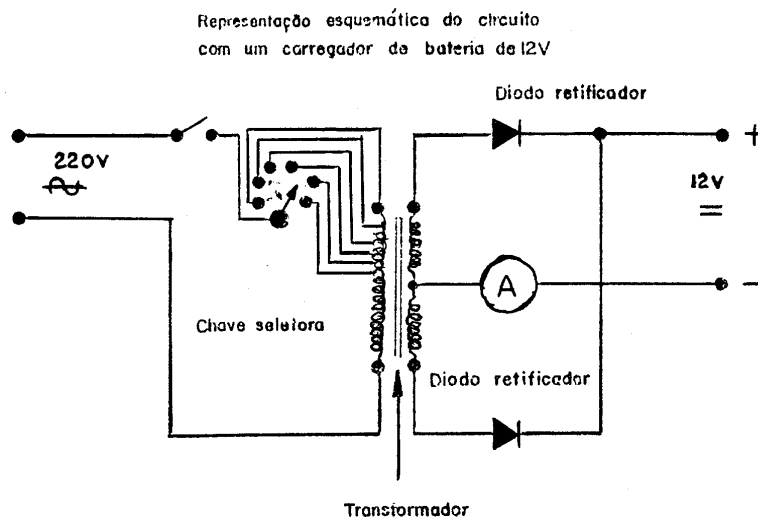 Representação esquemática do circuito
com um carregador de bateria de 12V
Diodo retificador
220V
12V
+
A
−
Chave seletora
Diodo retificador
Transformador